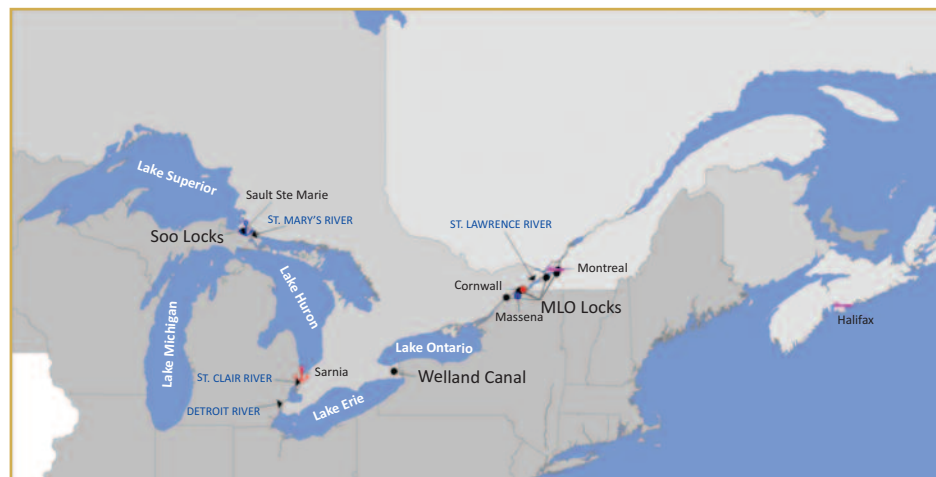 Lake Superior
Sault Ste Marie
ST. MARY'S RIVER
Soo Locks
ST. LAWRENCE RIVER
Montreal
Cornwall
MLO Locks
Massena
Halifax
Lake Michigan
Lake Huron
Lake Ontario
Sarnia
Welland Canal
ST. CLAIR RIVER
Lake Erie
DETROIT RIVER